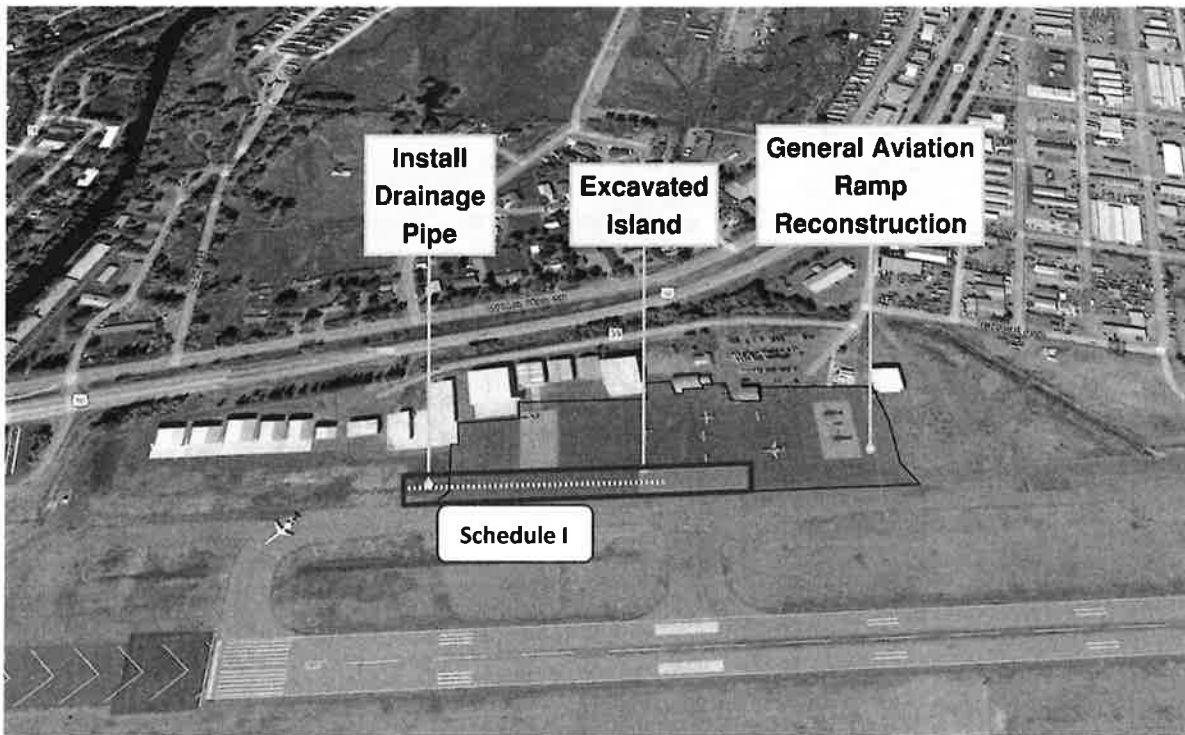 Install
Drainage
Pipe
Excavated
Island
General Aviation
Ramp
Reconstruction
Schedule I